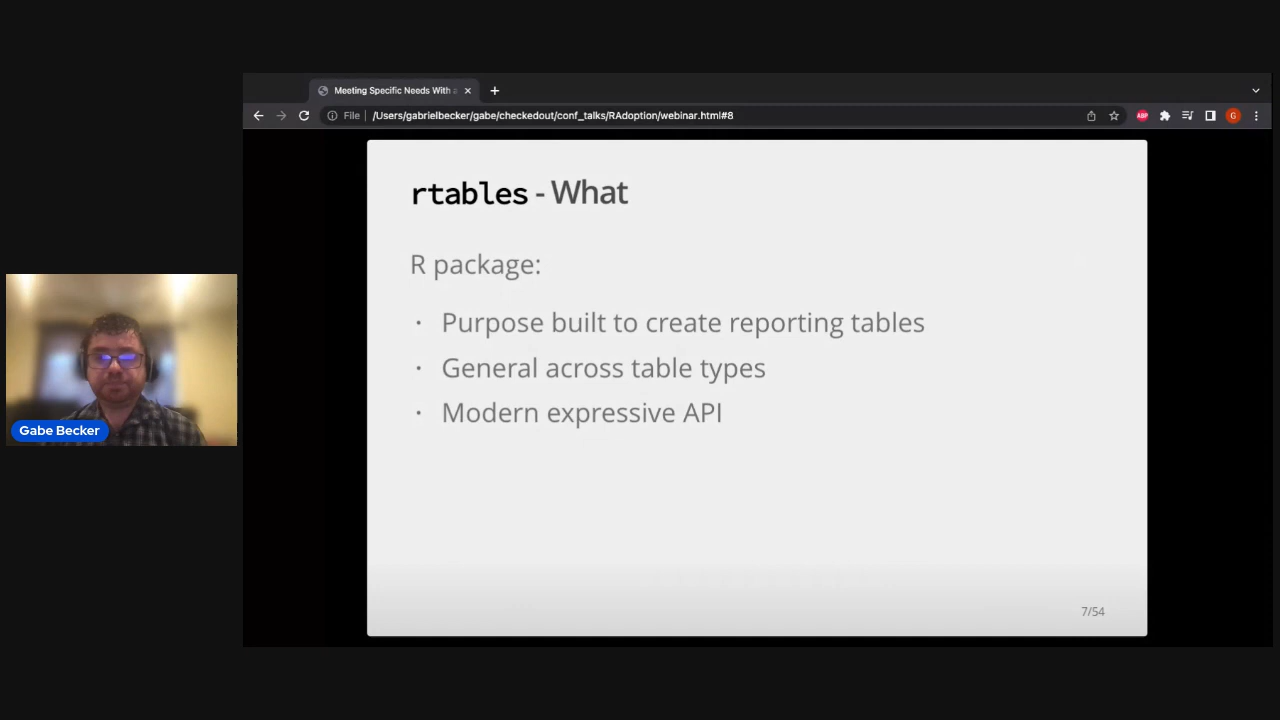 Meeting Specific Needs With a
File
/Users/gabrielbecker/gabe/checkedout/conf_talks/RAdoption/webinar.html#8
ABP
G
rtables - What
R package:
· Purpose built to create reporting tables
· General across table types
· Modern expressive API
7/54
Gabe Becker